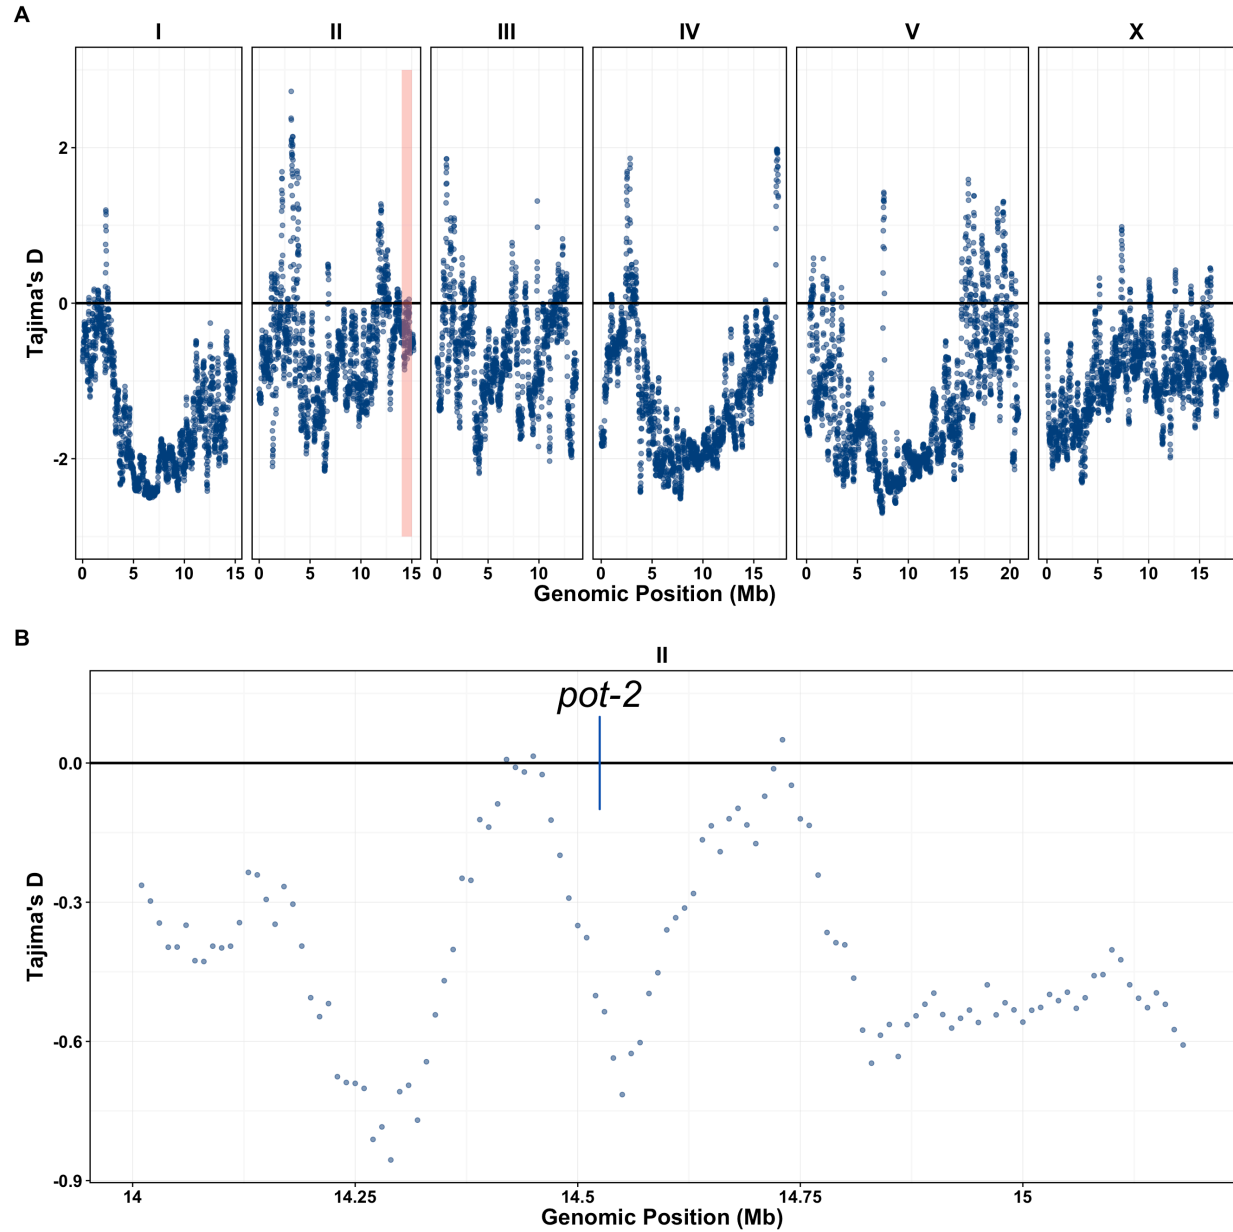 A
I II III IV V X
2
0
-2
Tajima's D
0 5 10 15 0 5 10 15 0 5 10 0 5 10 15 0 5 10 15 20 0 5 10 15
Genomic Position (Mb)
B
II
pot-2
0.0
-0.3
-0.6
-0.9
Tajima's D
14 14.25 14.5 14.75 15
Genomic Position (Mb)